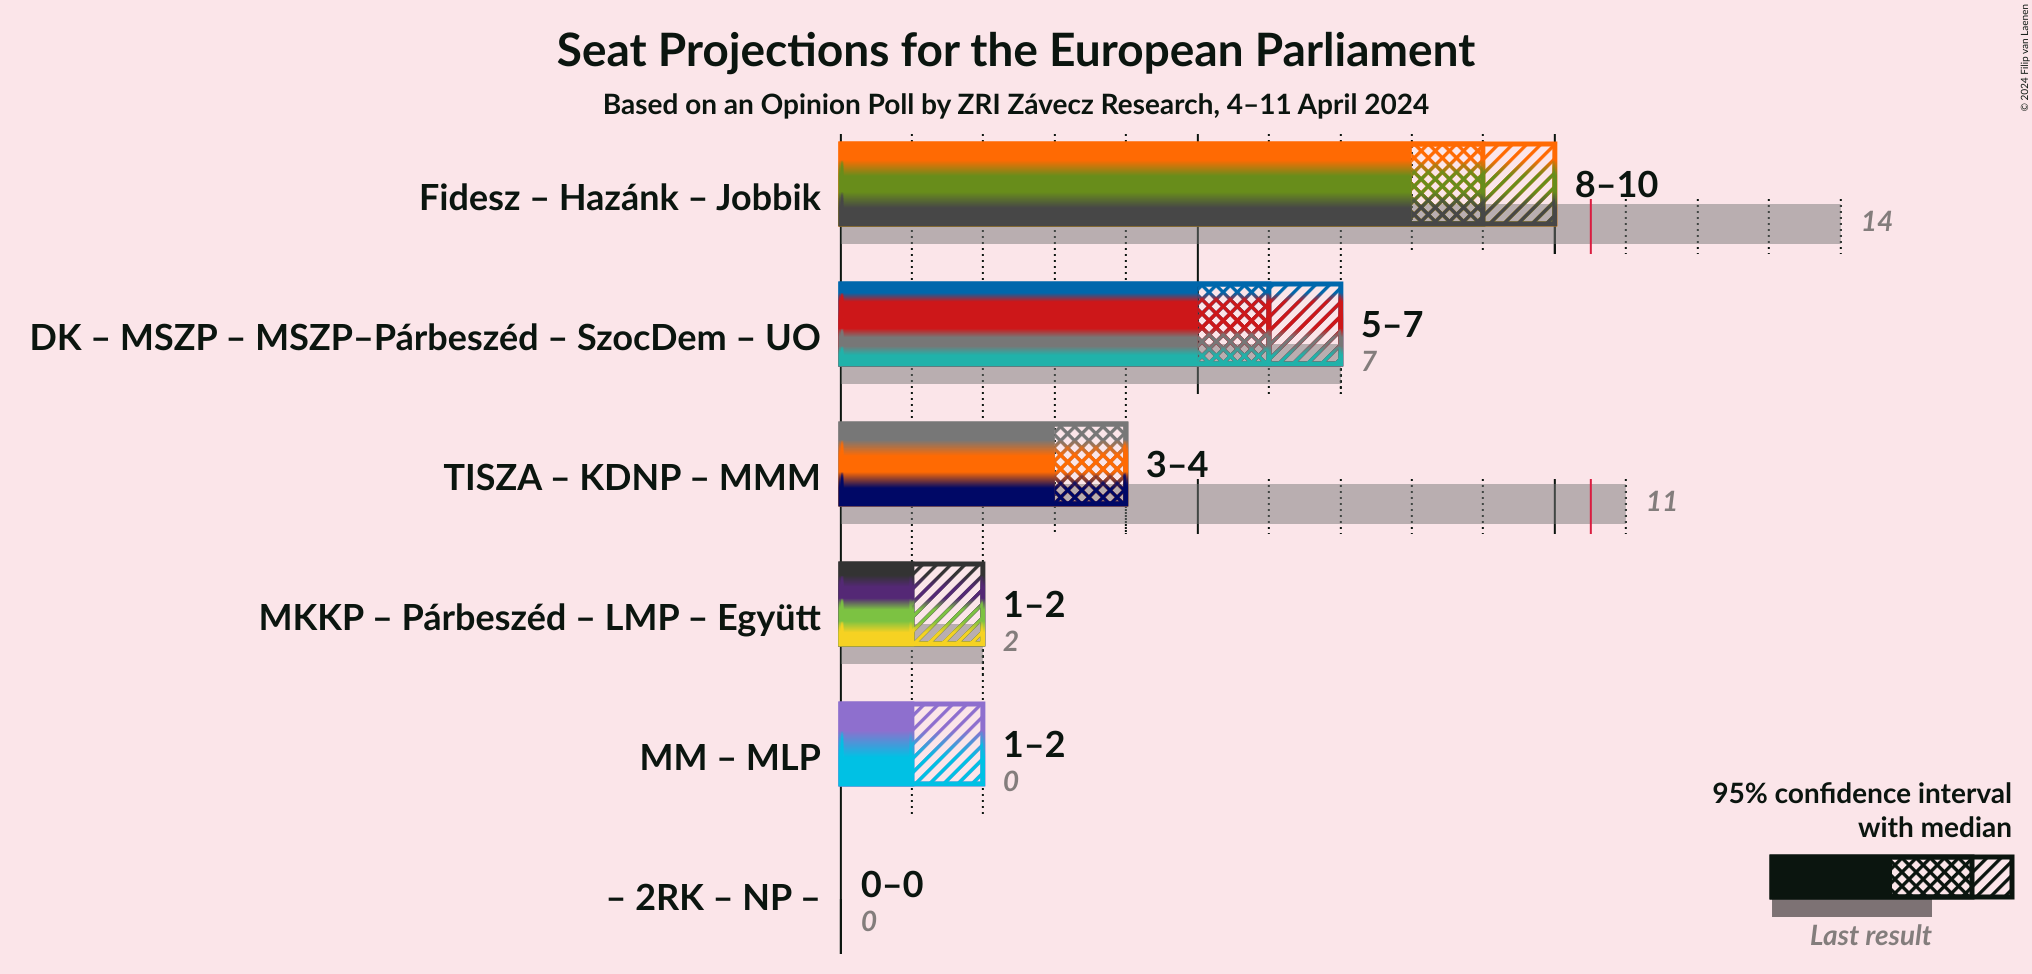 Seat Projections for the European Parliament
Based on an Opinion Poll by ZRI Závecz Research, 4–11 April 2024
© 2024 Filip van Laenen
Fidesz – Hazánk – Jobbik
8–10
14
DK – MSZP – MSZP–Párbeszéd – SzocDem – UO
5–7
7
TISZA – KDNP – MMM
3–4
11
MKKP – Párbeszéd – LMP – Együtt
1–2
2
MM – MLP
1–2
0
– 2RK – NP –
0–0
0
95% confidence interval
with median
Last result